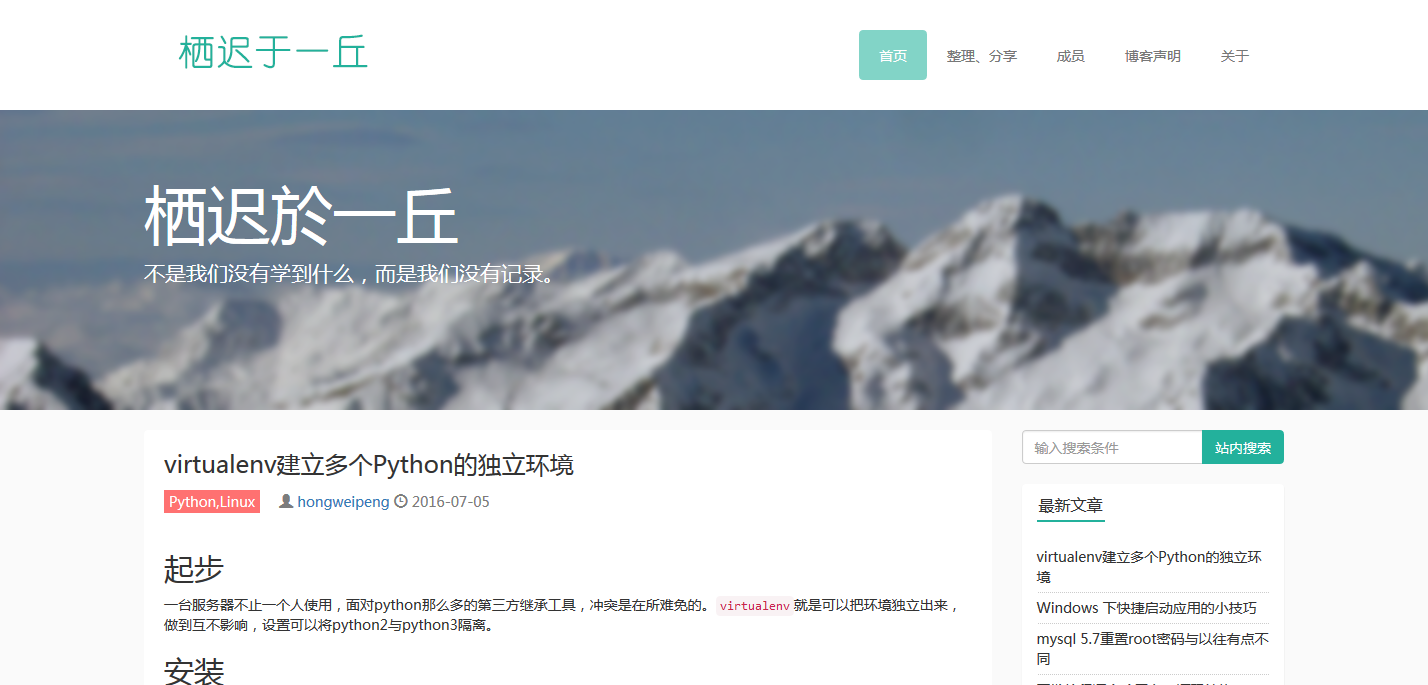 栖迟于一丘
首页 整理、分享 成员 博客声明 关于
栖迟於一丘
不是我们没有学到什么，而是我们没有记录。
virtualenv建立多个Python的独立环境
Python,Linux hongweipeng 2016-07-05
起步
一台服务器不止一个人使用，面对python那么多的第三方继承工具，冲突是在所难免的。virtualenv就是可以把环境独立出来，
做到互不影响，设置可以将python2与python3隔离。
安装
输入搜索条件 站内搜索
最新文章
virtualenv建立多个Python的独立环
境
Windows 下快捷启动应用的小技巧
mysql 5.7重置root密码与以往有点不
同